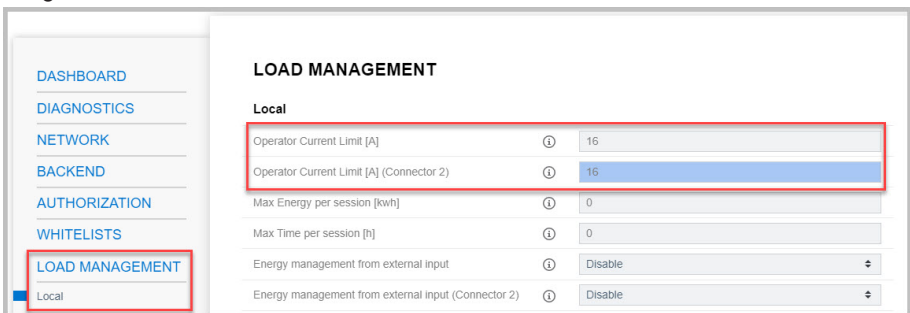 DASHBOARD
DIAGNOSTICS
NETWORK
BACKEND
AUTHORIZATION
WHITELISTS
LOAD MANAGEMENT
Local
LOAD MANAGEMENT
Local
Operator Current Limit [A] 16
Operator Current Limit [A] (Connector 2) 16
Max Energy per session [kwh] 0
Max Time per session [h] 0
Energy management from external input Disable
Energy management from external input (Connector 2) Disable